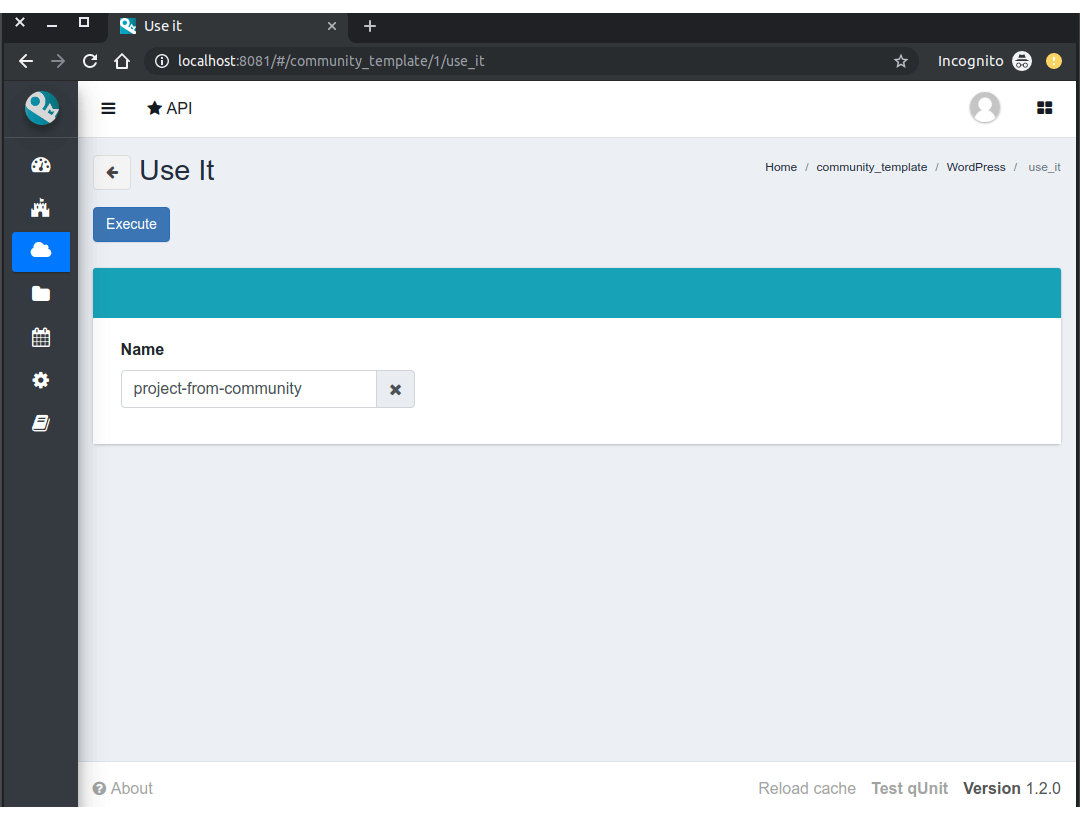 Use it
localhost:8081/#/community_template/1/use_it
Incognito
API
Use It
Home / community_template / WordPress / use_it
Execute
Name
project-from-community
About
Reload cache Test qUnit Version 1.2.0